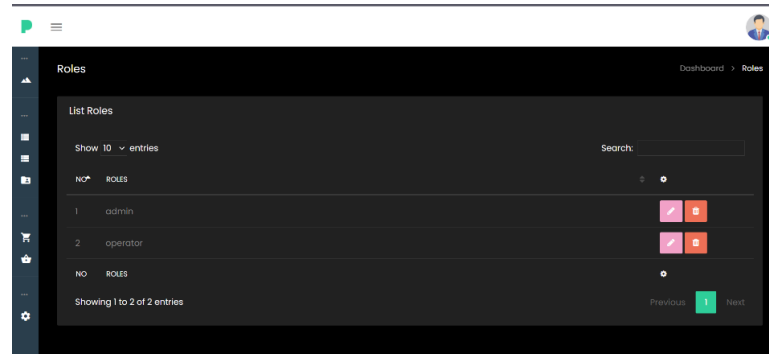 P
Roles
Dashboard > Roles
List Roles
Show 10 entries
Search:
NO ROLES
1 admin
2 operator
NO ROLES
Showing 1 to 2 of 2 entries
Previous 1 Next